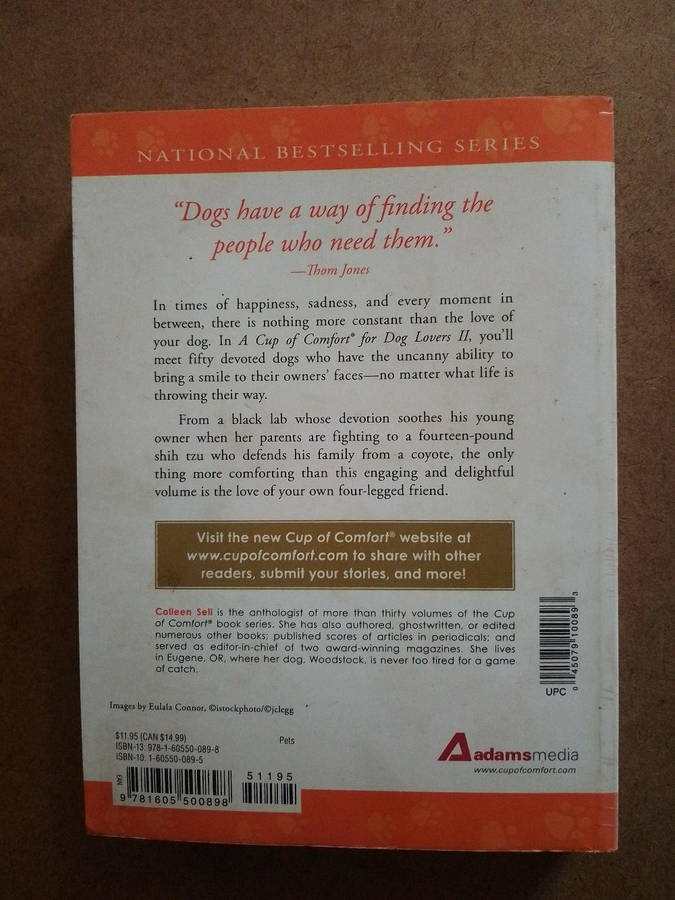 NATIONAL BESTSELLING SERIES
“Dogs have a way of finding the
people who need them.”
—Thom Jones
In times of happiness, sadness, and every moment in
between, there is nothing more constant than the love of
your dog. In A Cup of Comfort® for Dog Lovers II, you’ll
meet fifty devoted dogs who have the uncanny ability to
bring a smile to their owners’ faces—no matter what life is
throwing their way.
From a black lab whose devotion soothes his young
owner when her parents are fighting to a fourteen-pound
shih tzu who defends his family from a coyote, the only
thing more comforting than this engaging and delightful
volume is the love of your own four-legged friend.
Visit the new Cup of Comfort® website at
www.cupofcomfort.com to share with other
readers, submit your stories, and more!
Colleen Sell is the anthologist of more than thirty volumes of the Cup
of Comfort® book series. She has also authored, ghostwritten, or edited
numerous other books; published scores of articles in periodicals; and
served as editor-in-chief of two award-winning magazines. She lives
in Eugene, OR, where her dog, Woodstock, is never too tired for a game
of catch.
0 45079 10089 3
UPC
Images by Eulala Connor, ©istockphoto/©jclegg
$11.95 (CAN $14.99)
ISBN-13: 978-1-60550-089-8
ISBN-10: 1-60550-089-5
Pets
adamsmedia
www.cupofcomfort.com
EAN
51195
9 781605 500898